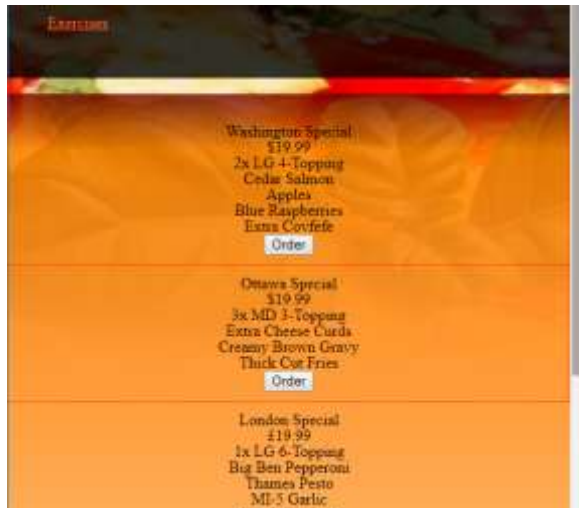 Washington Special
$39.99
2x LG 4-Topping
Cedar Salmon
Apples
Blue Raspberries
Extra Covfefe
Order
Ottawa Special
$19.99
3x MD 3-Topping
Extra Cheese Curds
Creamy Brown Gravy
Thick Cut Fries
Order
London Special
£19.99
1x LG 6-Topping
Big Ben Pepperoni
Thames Pesto
MI-5 Garlic